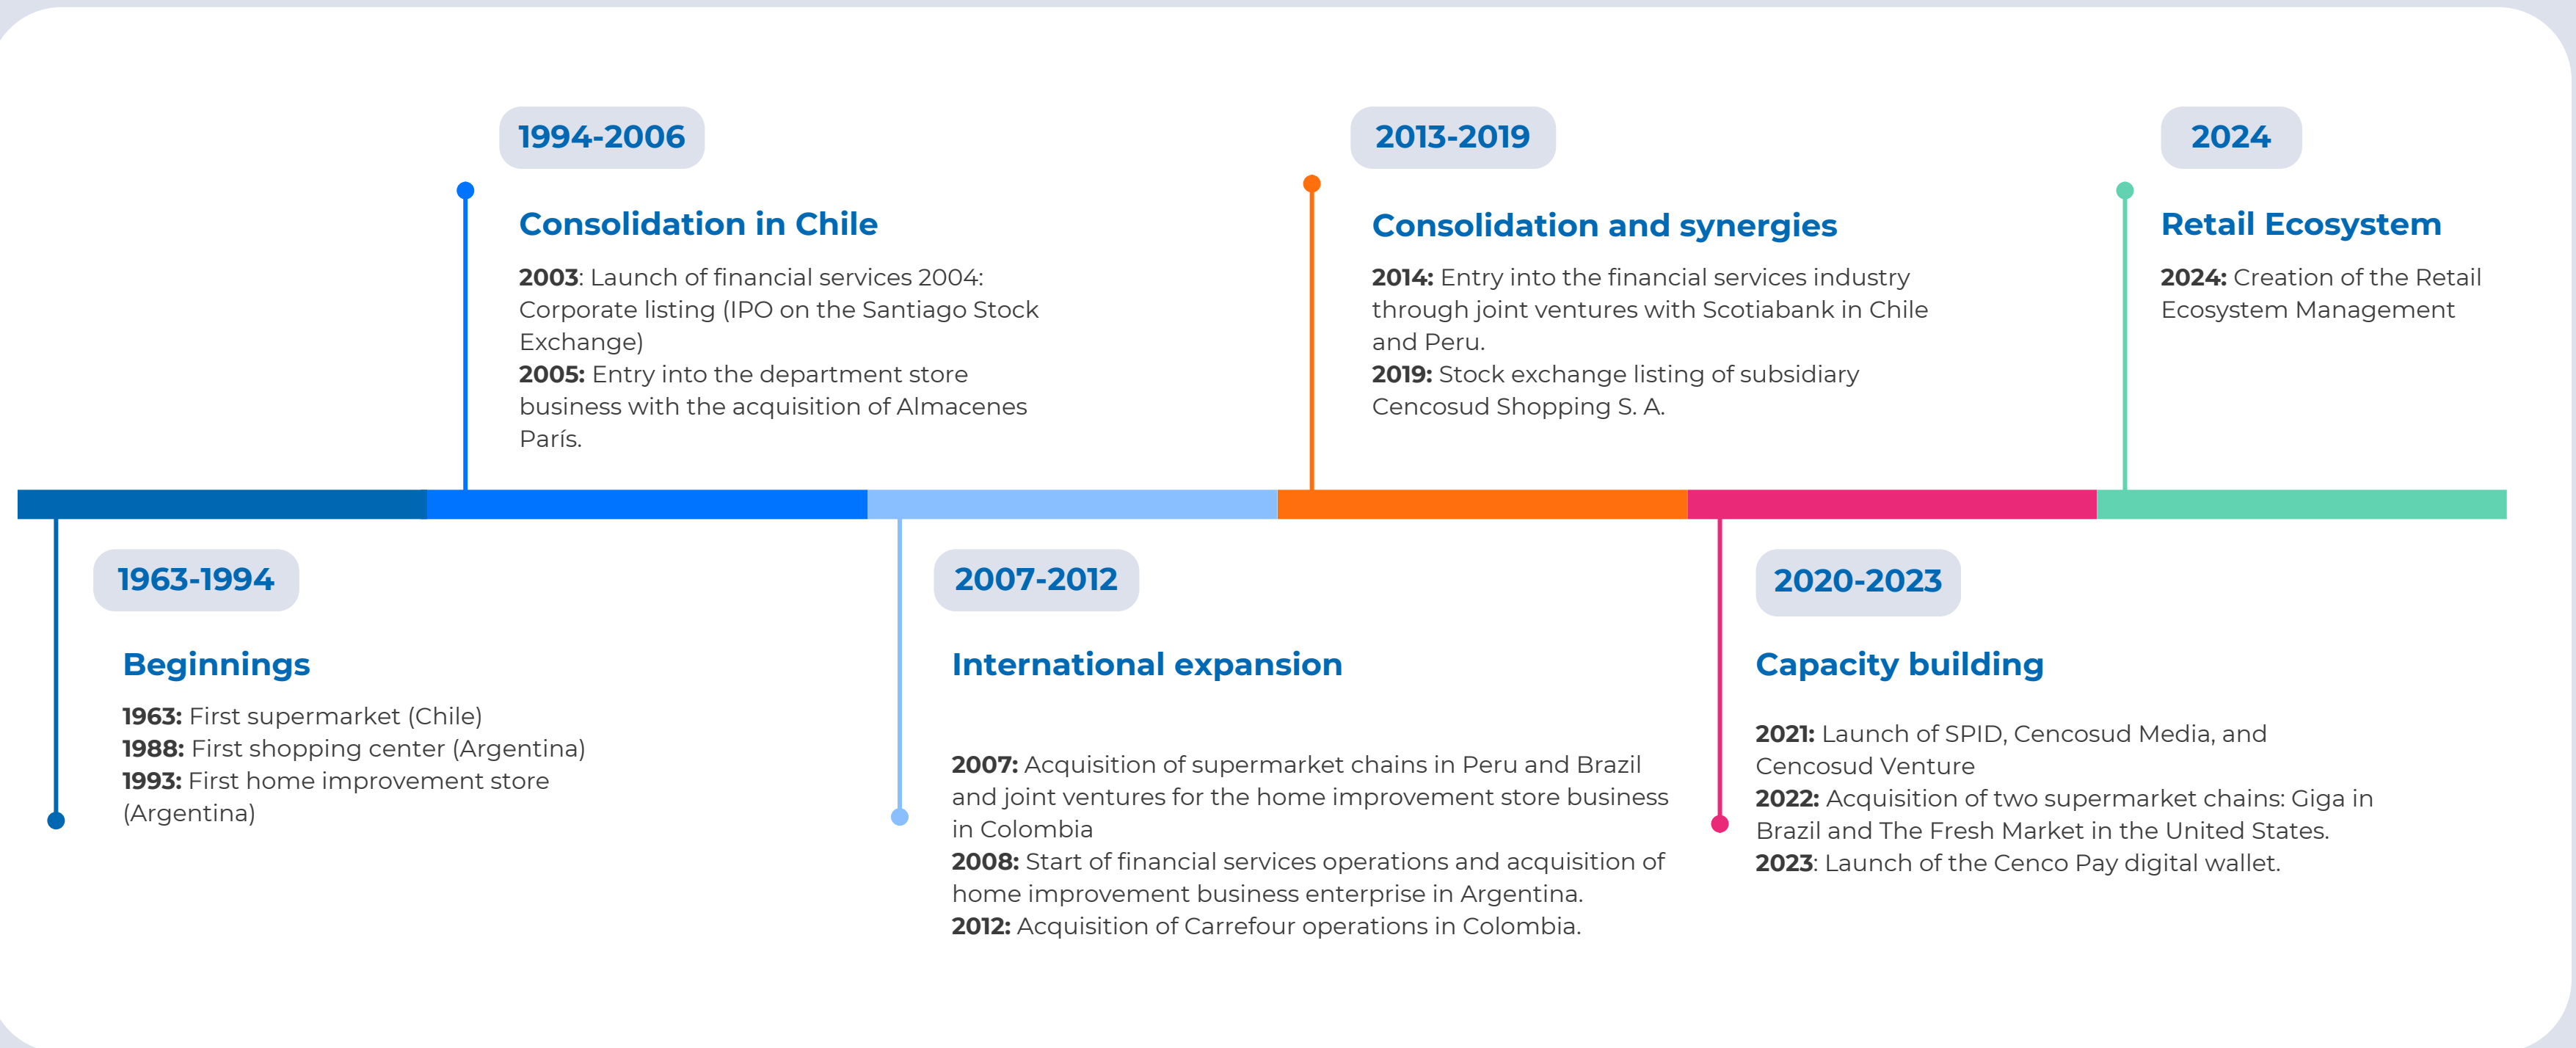 1994-2006
Consolidation in Chile
2003: Launch of financial services 2004:
Corporate listing (IPO on the Santiago Stock
Exchange)
2005: Entry into the department store
business with the acquisition of Almacenes
París.
2013-2019
Consolidation and synergies
2014: Entry into the financial services industry
through joint ventures with Scotiabank in Chile
and Peru.
2019: Stock exchange listing of subsidiary
Cencosud Shopping S. A.
2024
Retail Ecosystem
2024: Creation of the Retail
Ecosystem Management
1963-1994
Beginnings
1963: First supermarket (Chile)
1988: First shopping center (Argentina)
1993: First home improvement store
(Argentina)
2007-2012
International expansion
2007: Acquisition of supermarket chains in Peru and Brazil
and joint ventures for the home improvement store business
in Colombia
2008: Start of financial services operations and acquisition of
home improvement business enterprise in Argentina.
2012: Acquisition of Carrefour operations in Colombia.
2020-2023
Capacity building
2021: Launch of SPID, Cencosud Media, and
Cencosud Venture
2022: Acquisition of two supermarket chains: Giga in
Brazil and The Fresh Market in the United States.
2023: Launch of the Cenco Pay digital wallet.